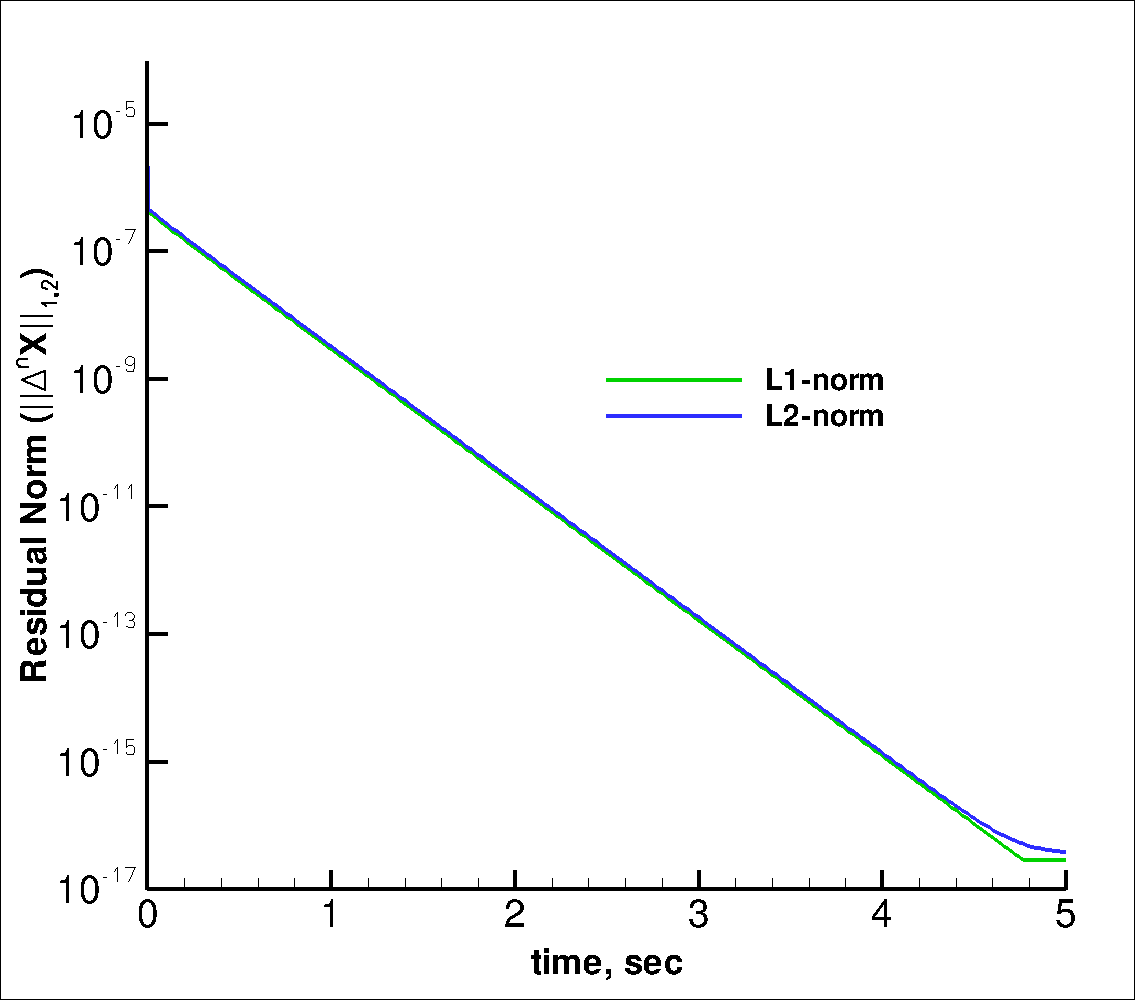 10^-5
10^-7
10^-9
10^-11
10^-13
10^-15
10^-17
Residual Norm (||Δ^n X||_1,2)
L1-norm
L2-norm
0 1 2 3 4 5
time, sec